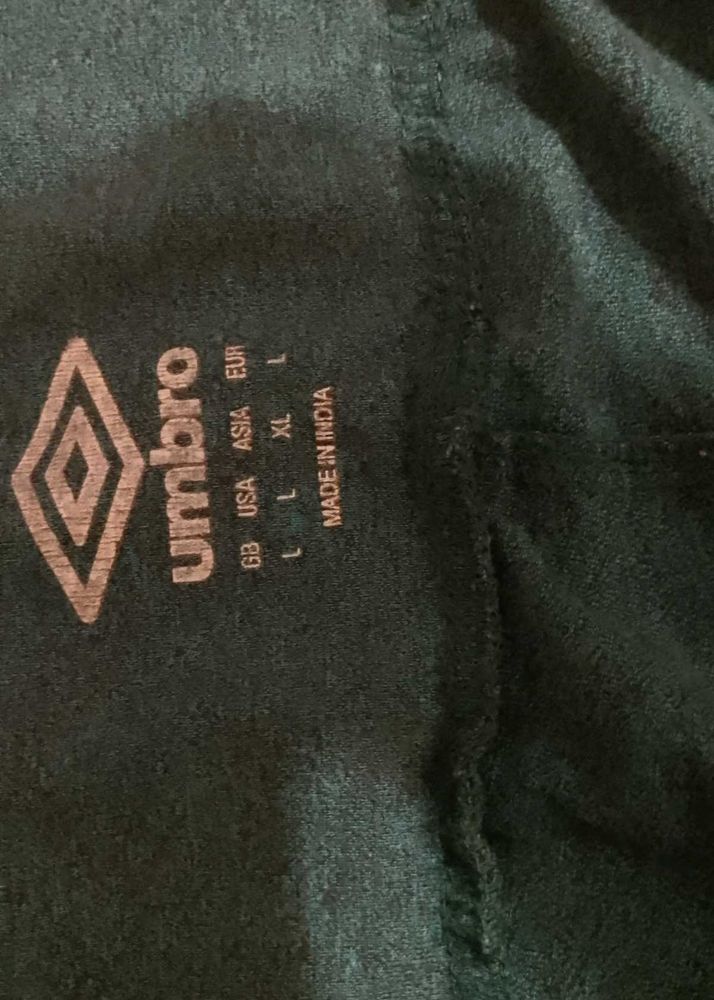 umbro
GB USA ASIA EUR
L L XL L
MADE IN INDIA